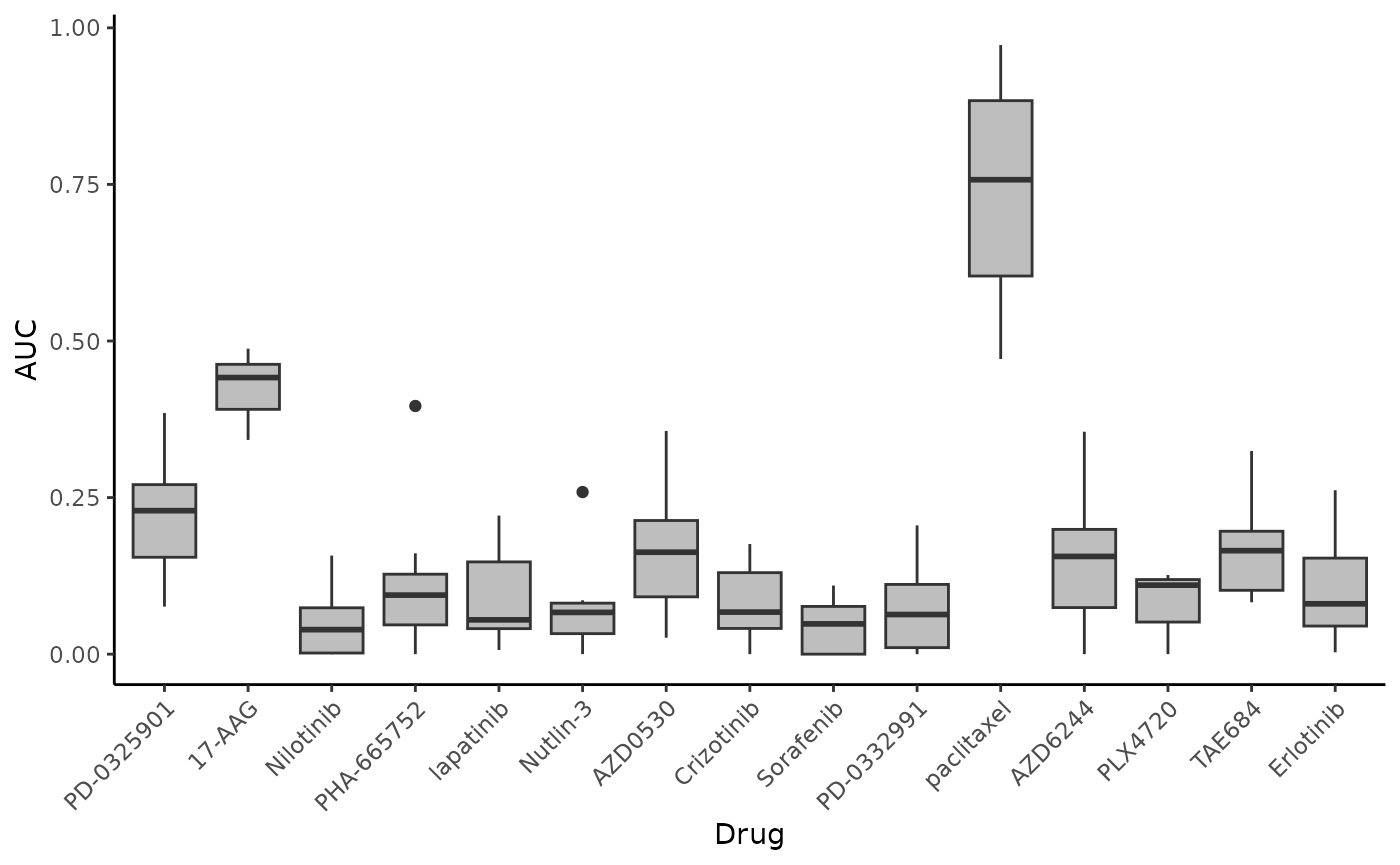 1.00
0.75
0.50
0.25
0.00
AUC
PD-0325901
17-AAG
Nilotinib
PHA-665752
lapatinib
Nutlin-3
AZD0530
Crizotinib
Sorafenib
PD-0332991
paclitaxel
AZD6244
PLX4720
TAE684
Erlotinib
Drug